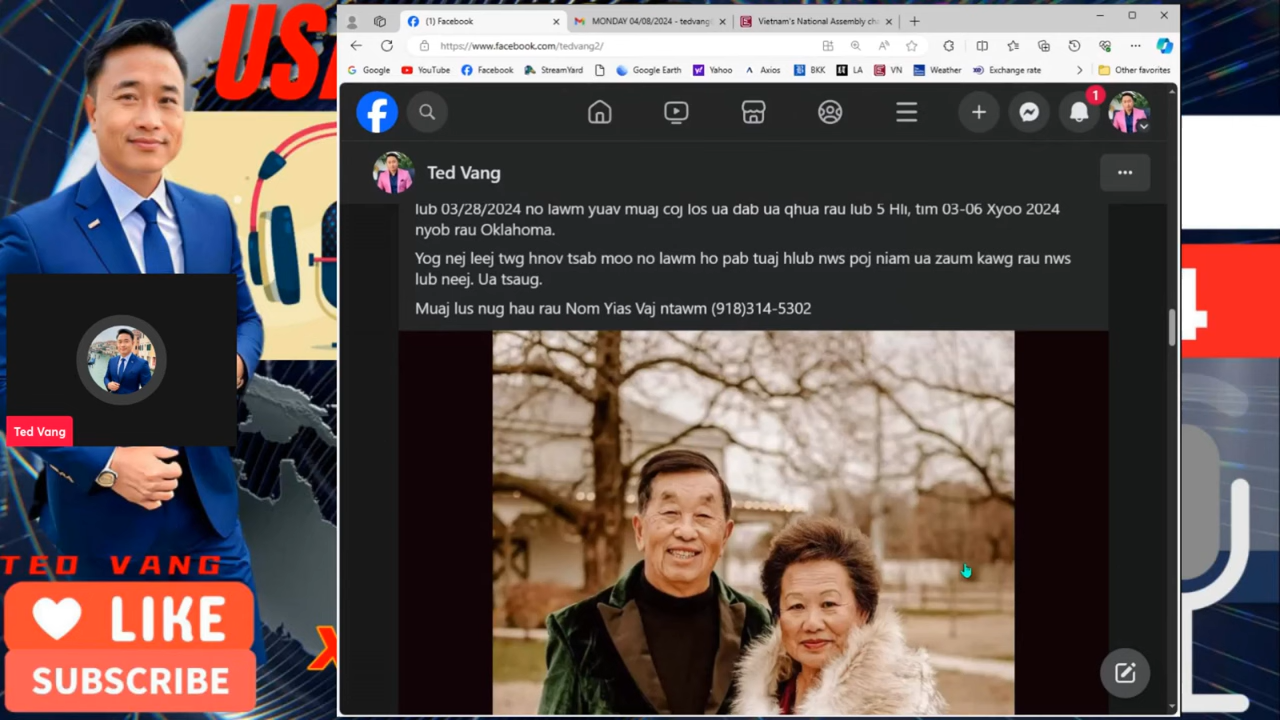 US
(1) Facebook
MONDAY 04/08/2024 - tedvang
Vietnam's National Assembly ch
https://www.facebook.com/tedvang2/
Google YouTube Facebook StreamYard Google Earth Yahoo Axios BKK LA VN Weather Exchange rate Other favorites
1
Ted Vang
lub 03/28/2024 no lawm yuav muaj coj los ua dab ua qhua rau lub 5 Hli, tim 03-06 Xyoo 2024
nyob rau Oklahoma.
Yog nej leej twg hnov tsab moo no lawm ho pab tuaj hlub nws poj niam ua zaum kawg rau nws
lub neej. Ua tsaug.
Muaj lus nug hau rau Nom Yias Vaj ntawm (918)314-5302
Ted Vang
TED VANG
LIKE
SUBSCRIBE
X